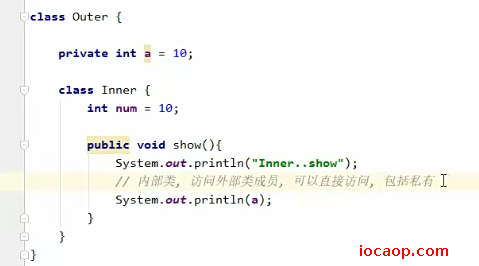 class Outer {
private int a = 10;
class Inner {
int num = 10;
public void show(){
System.out.println("Inner..show");
// 内部类, 访问外部类成员, 可以直接访问, 包括私有
System.out.println(a);
}
}
}
iocaop.com